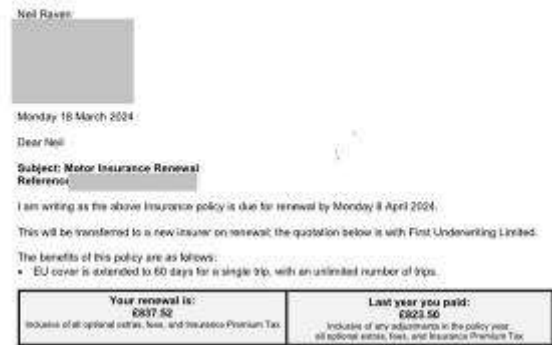 Neil Raven
Monday 18 March 2024
Dear Neil
Subject: Motor Insurance Renewal
Reference
I am writing as the above Insurance policy is due for renewal by Monday 8 April 2024.
This will be transferred to a new insurer on renewal; the quotation below is with First Underwriting Limited.
The benefits of this policy are as follows:
• EU cover is extended to 60 days for a single trip, with an unlimited number of trips.
Your renewal is:
£837.52
Inclusive of all optional extras, fees, and Insurance Premium Tax
Last year you paid:
£823.50
Inclusive of any adjustments in the policy year,
all optional extras, fees, and Insurance Premium Tax